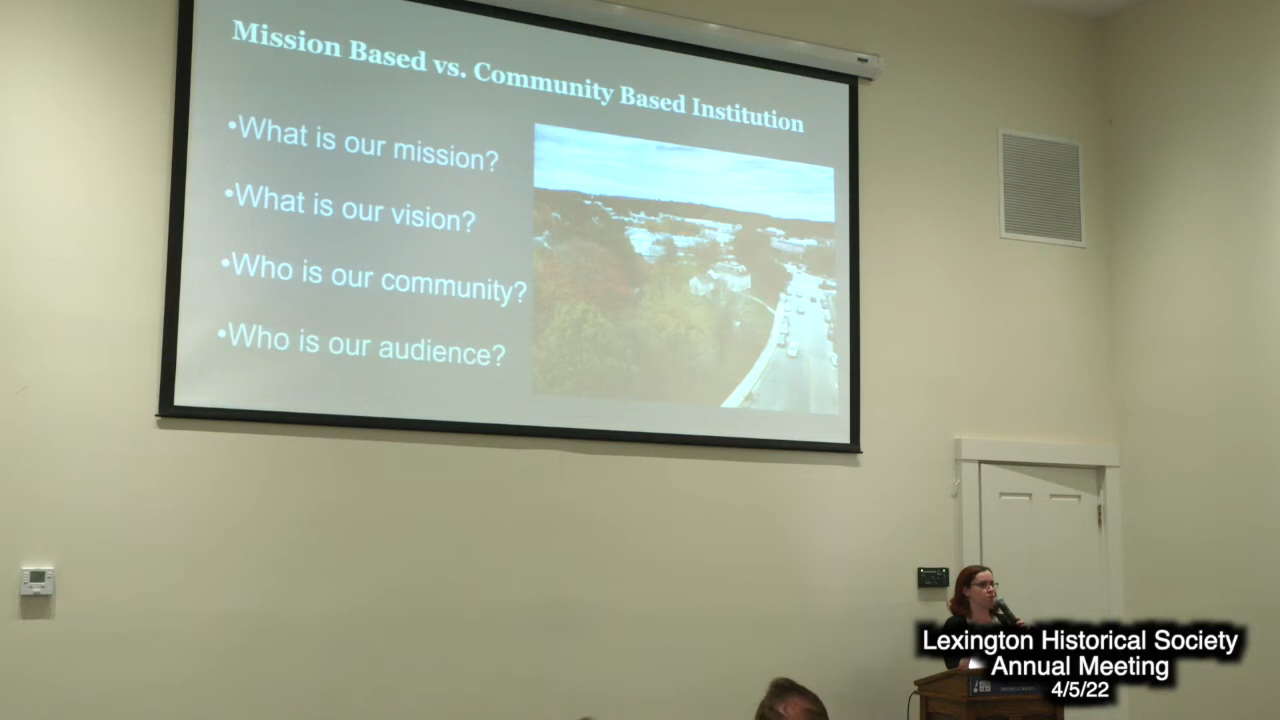 Mission Based vs. Community Based Institution
•What is our mission?
•What is our vision?
•Who is our community?
•Who is our audience?
Lexington Historical Society
Annual Meeting
4/5/22